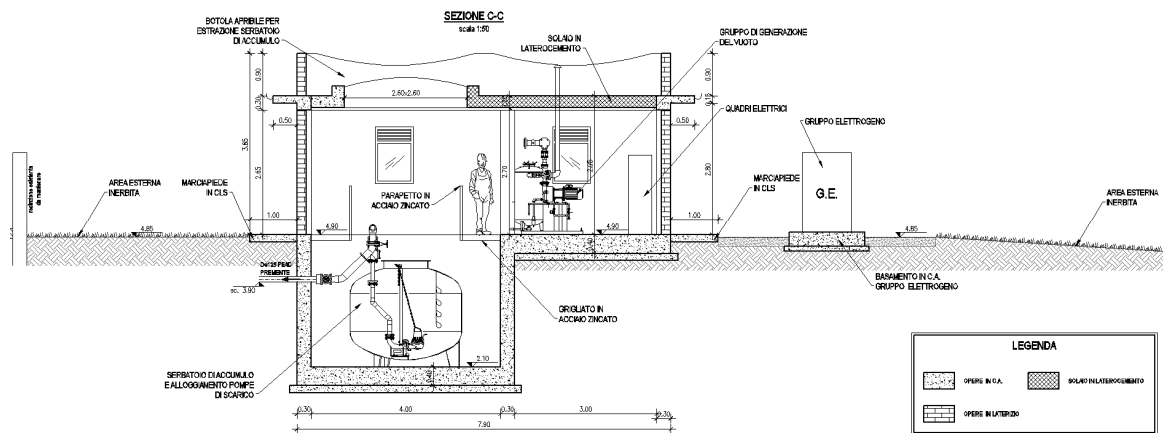 SEZIONE C-C
scala 1:50
BOTOLA APRIBILE PER
ESTRAZIONE SERBATOIO
DI ACCUMULO
SOLAIO IN
LATEROCEMENTO
GRUPPO DI GENERAZIONE
DEL VUOTO
0.90
0.90
2.60x2.60
0.30
0.15
0.50
0.50
QUADRI ELETTRICI
GRUPPO ELETTROGENO
3.85
2.65
2.70
2.80
AREA ESTERNA
INERBITA
MARCIAPIEDE
IN CLS
PARAPETTO IN
ACCIAIO ZINCATO
MARCIAPIEDE
IN CLS
G.E.
AREA ESTERNA
INERBITA
1.00
1.00
4.85
4.90
4.90
4.85
De125 PEAD
PREMENTE
sc. 3.90
BASAMENTO IN C.A.
GRUPPO ELETTROGENO
GRIGLIATO IN
ACCIAIO ZINCATO
2.10
0.40
SERBATOIO DI ACCUMULO
E ALLOGGIAMENTO POMPE
DI SCARICO
0.30
4.00
0.30
3.00
0.30
7.90
LEGENDA
OPERE IN C.A.
SOLAIO IN LATEROCEMENTO
OPERE IN LATERIZIO